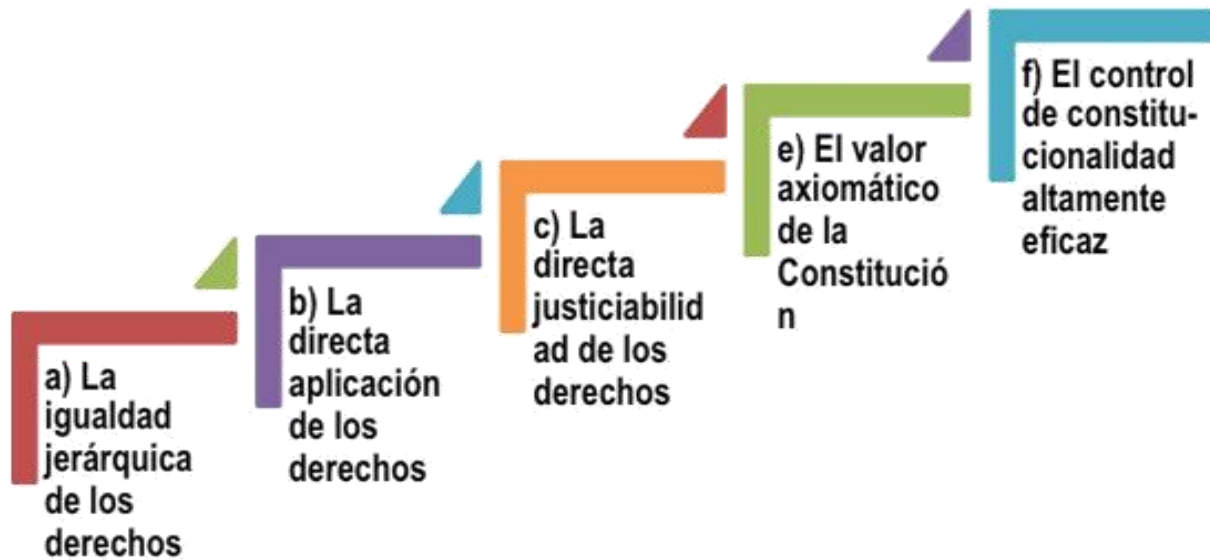 a) La
igualdad
jerárquica
de los
derechos
b) La
directa
aplicación
de los
derechos
c) La
directa
justiciabilid
ad de los
derechos
e) El valor
axiomático
de la
Constitució
n
f) El control
de constitu-
cionalidad
altamente
eficaz